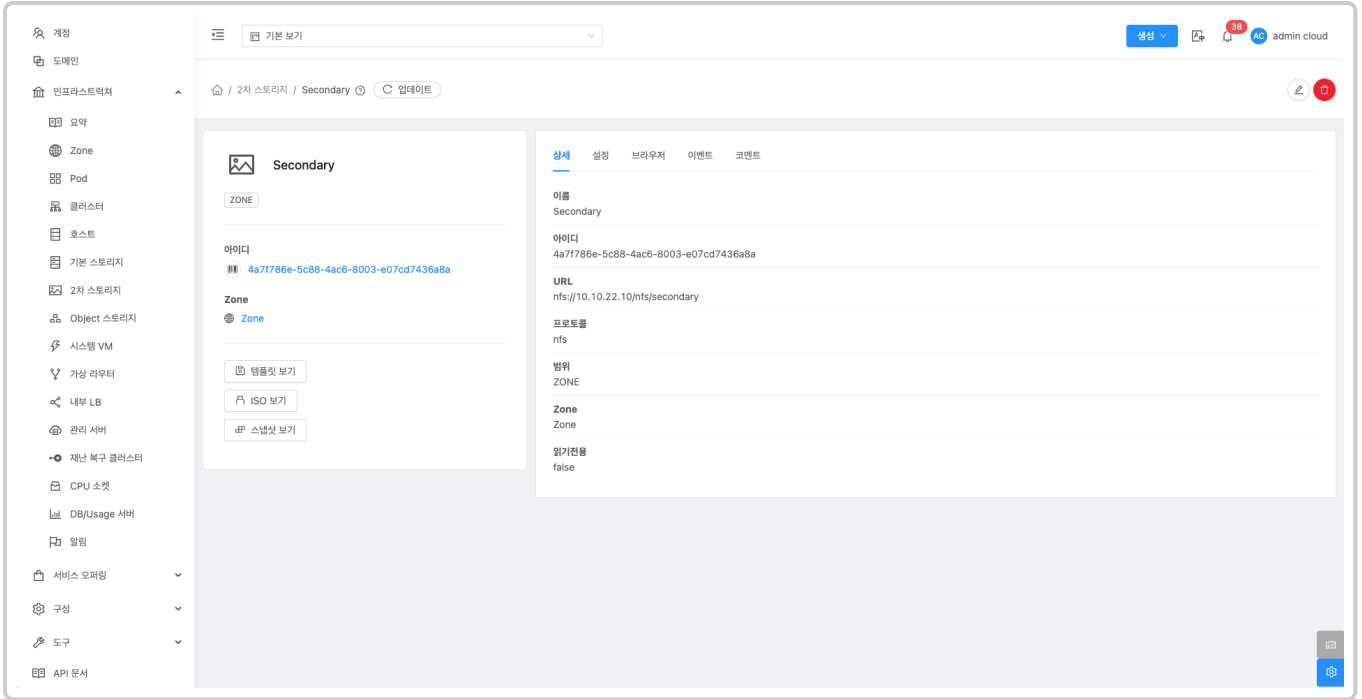 계정
도메인
인프라스트럭쳐
요약
Zone
Pod
클러스터
호스트
기본 스토리지
2차 스토리지
Object 스토리지
시스템 VM
가상 라우터
내부 LB
관리 서버
재난 복구 클러스터
CPU 소켓
DB/Usage 서버
알림
서비스 오퍼링
구성
도구
API 문서
기본 보기
생성
38
AC admin cloud
/ 2차 스토리지 / Secondary 업데이트
Secondary
ZONE
아이디
4a7f786e-5c88-4ac6-8003-e07cd7436a8a
Zone
Zone
템플릿 보기
ISO 보기
스냅샷 보기
상세 설정 브라우저 이벤트 코멘트
이름
Secondary
아이디
4a7f786e-5c88-4ac6-8003-e07cd7436a8a
URL
nfs://10.10.22.10/nfs/secondary
프로토콜
nfs
범위
ZONE
Zone
Zone
읽기전용
false